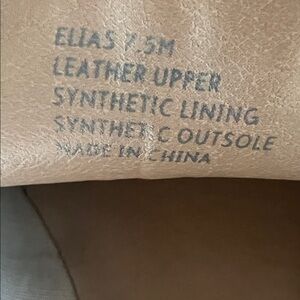 ELIAS 7.5M
LEATHER UPPER
SYNTHETIC LINING
SYNTHETIC OUTSOLE
MADE IN CHINA